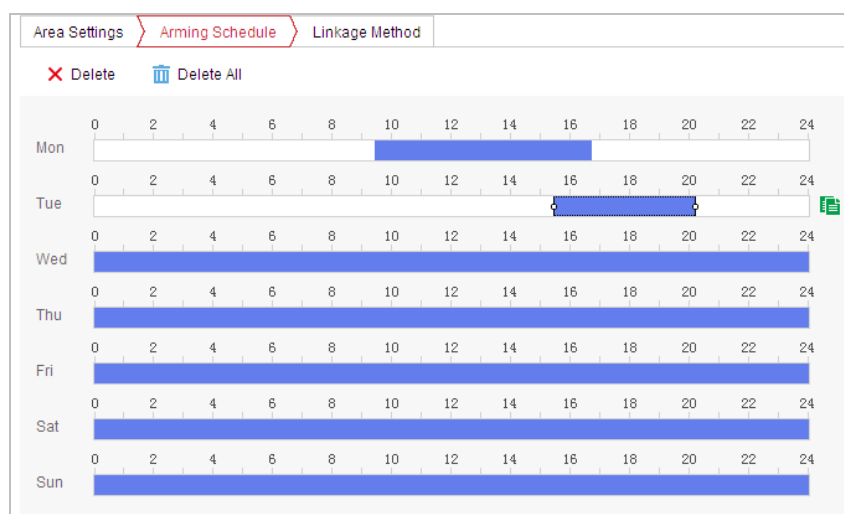 Area Settings Arming Schedule Linkage Method
Delete Delete All
0 2 4 6 8 10 12 14 16 18 20 22 24
Mon
0 2 4 6 8 10 12 14 16 18 20 22 24
Tue
0 2 4 6 8 10 12 14 16 18 20 22 24
Wed
0 2 4 6 8 10 12 14 16 18 20 22 24
Thu
0 2 4 6 8 10 12 14 16 18 20 22 24
Fri
0 2 4 6 8 10 12 14 16 18 20 22 24
Sat
0 2 4 6 8 10 12 14 16 18 20 22 24
Sun